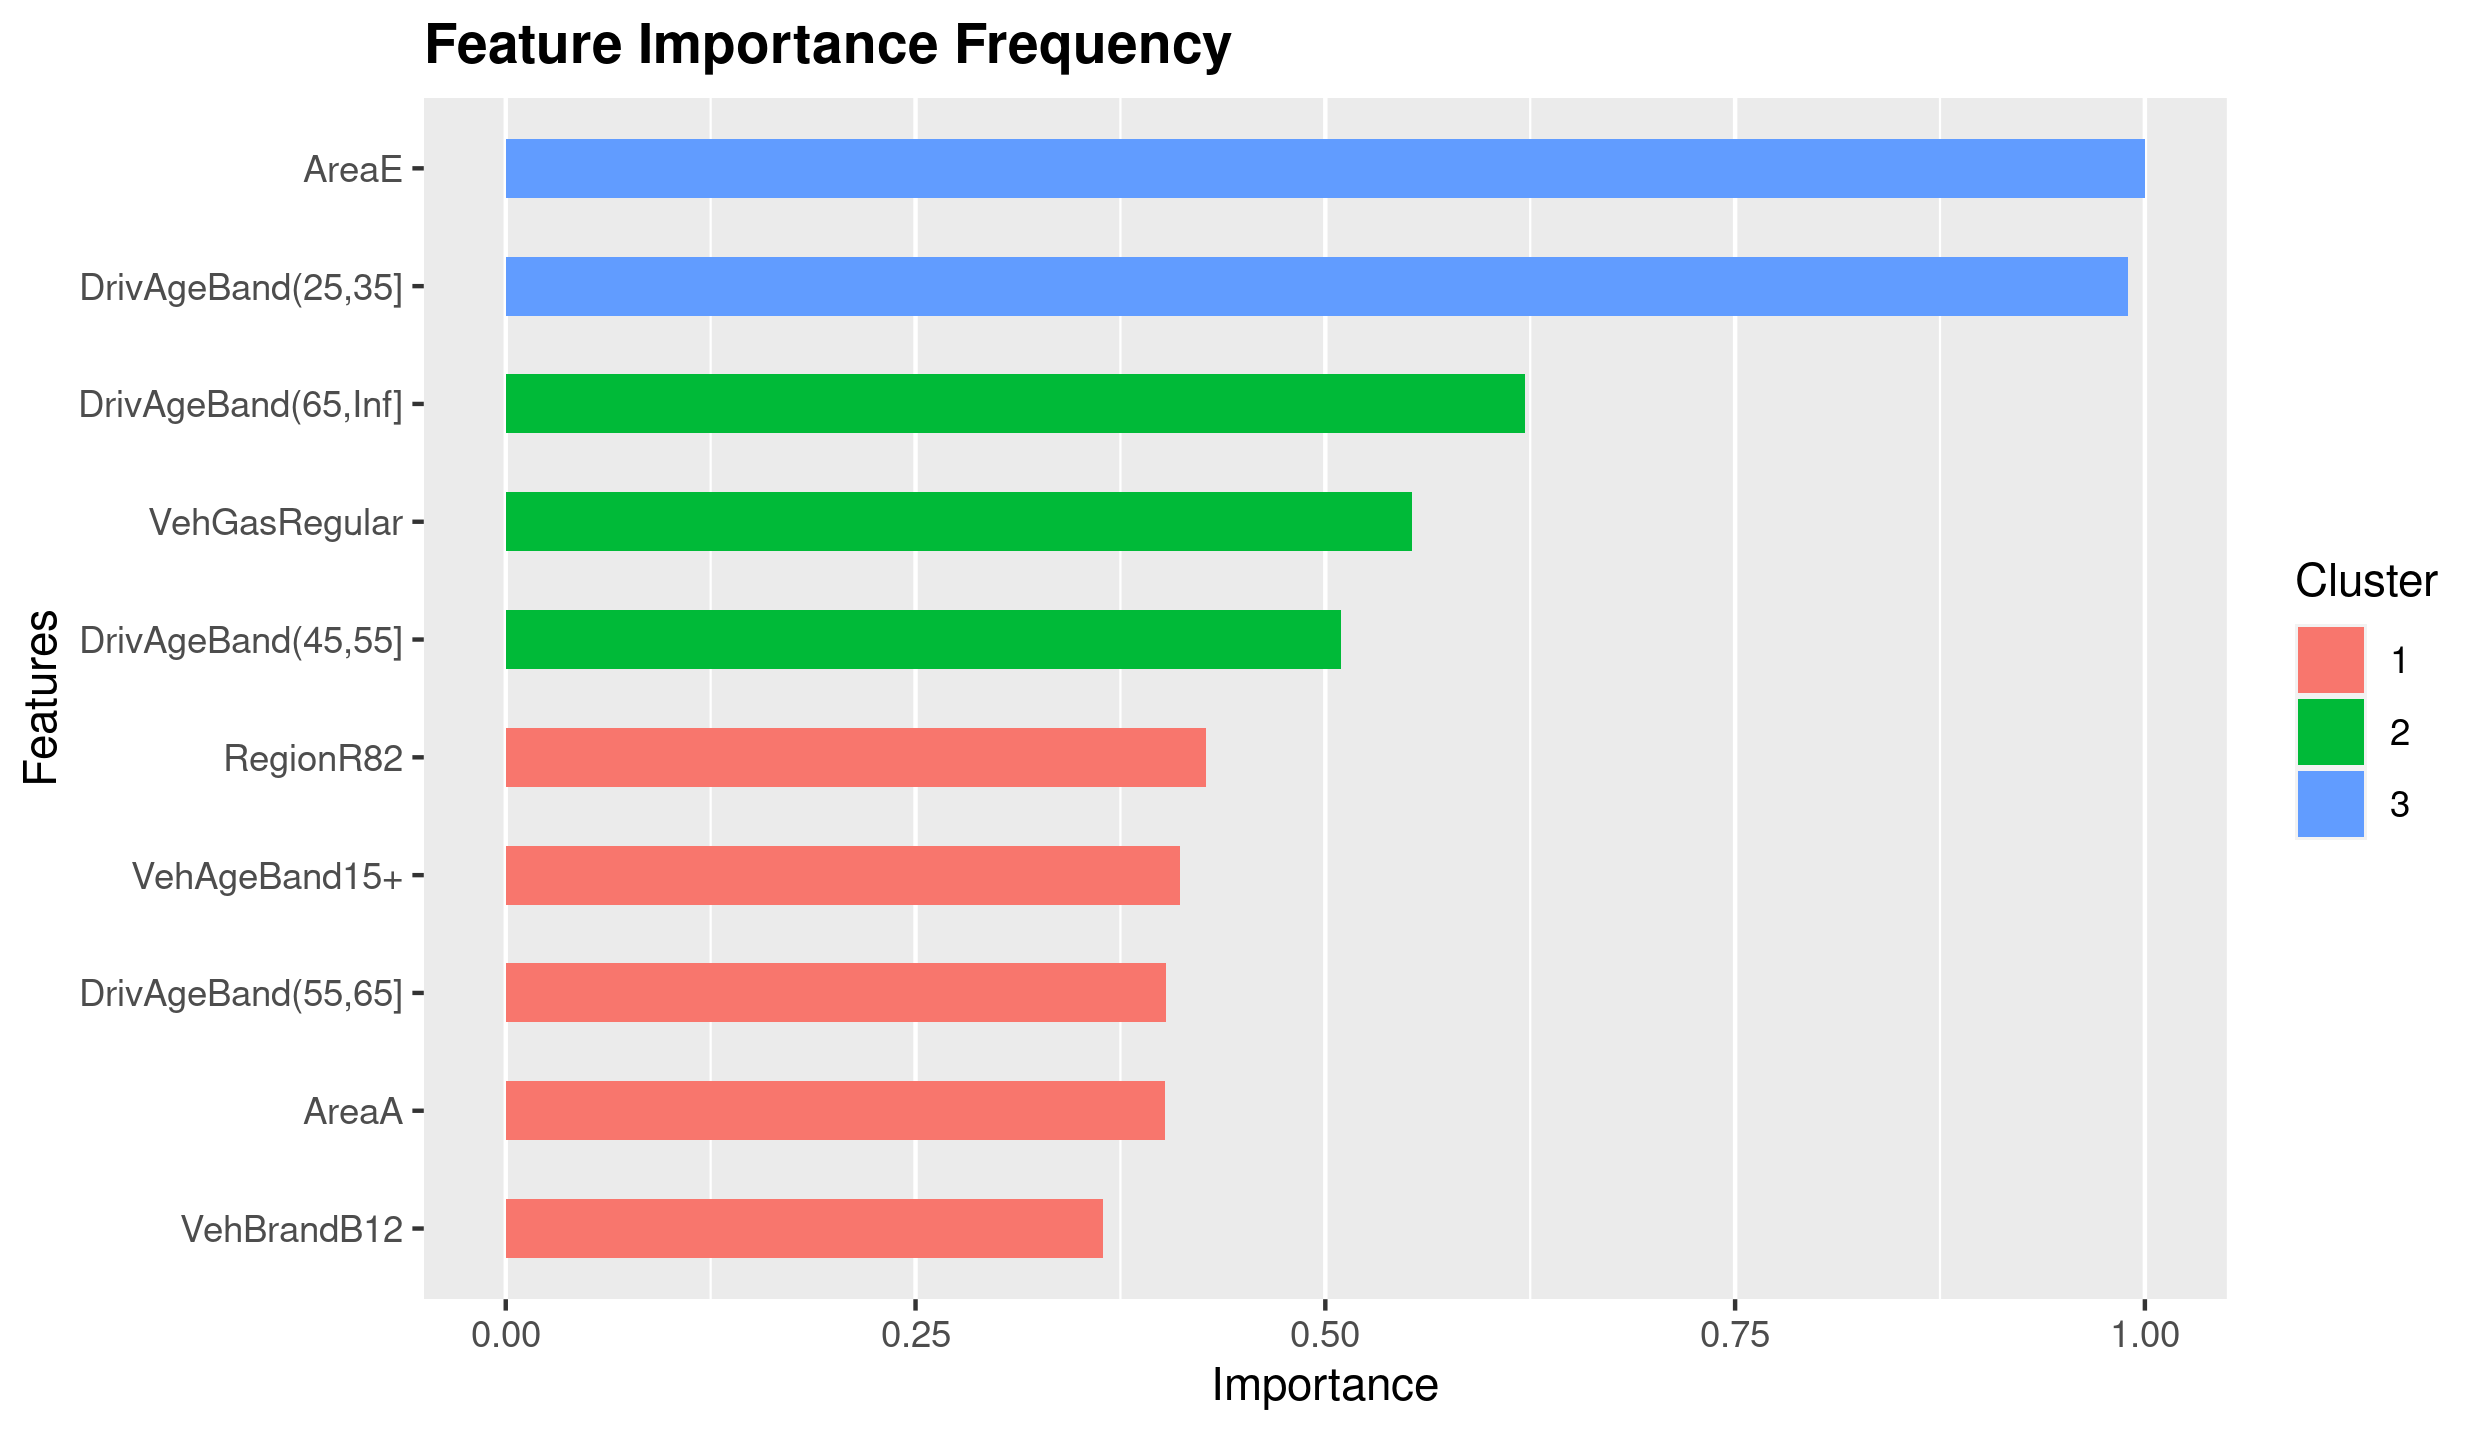 Feature Importance Frequency
AreaE
DrivAgeBand(25,35]
DrivAgeBand(65,Inf]
VehGasRegular
DrivAgeBand(45,55]
RegionR82
VehAgeBand15+
DrivAgeBand(55,65]
AreaA
VehBrandB12
Features
0.00 0.25 0.50 0.75 1.00
Importance
Cluster
1
2
3